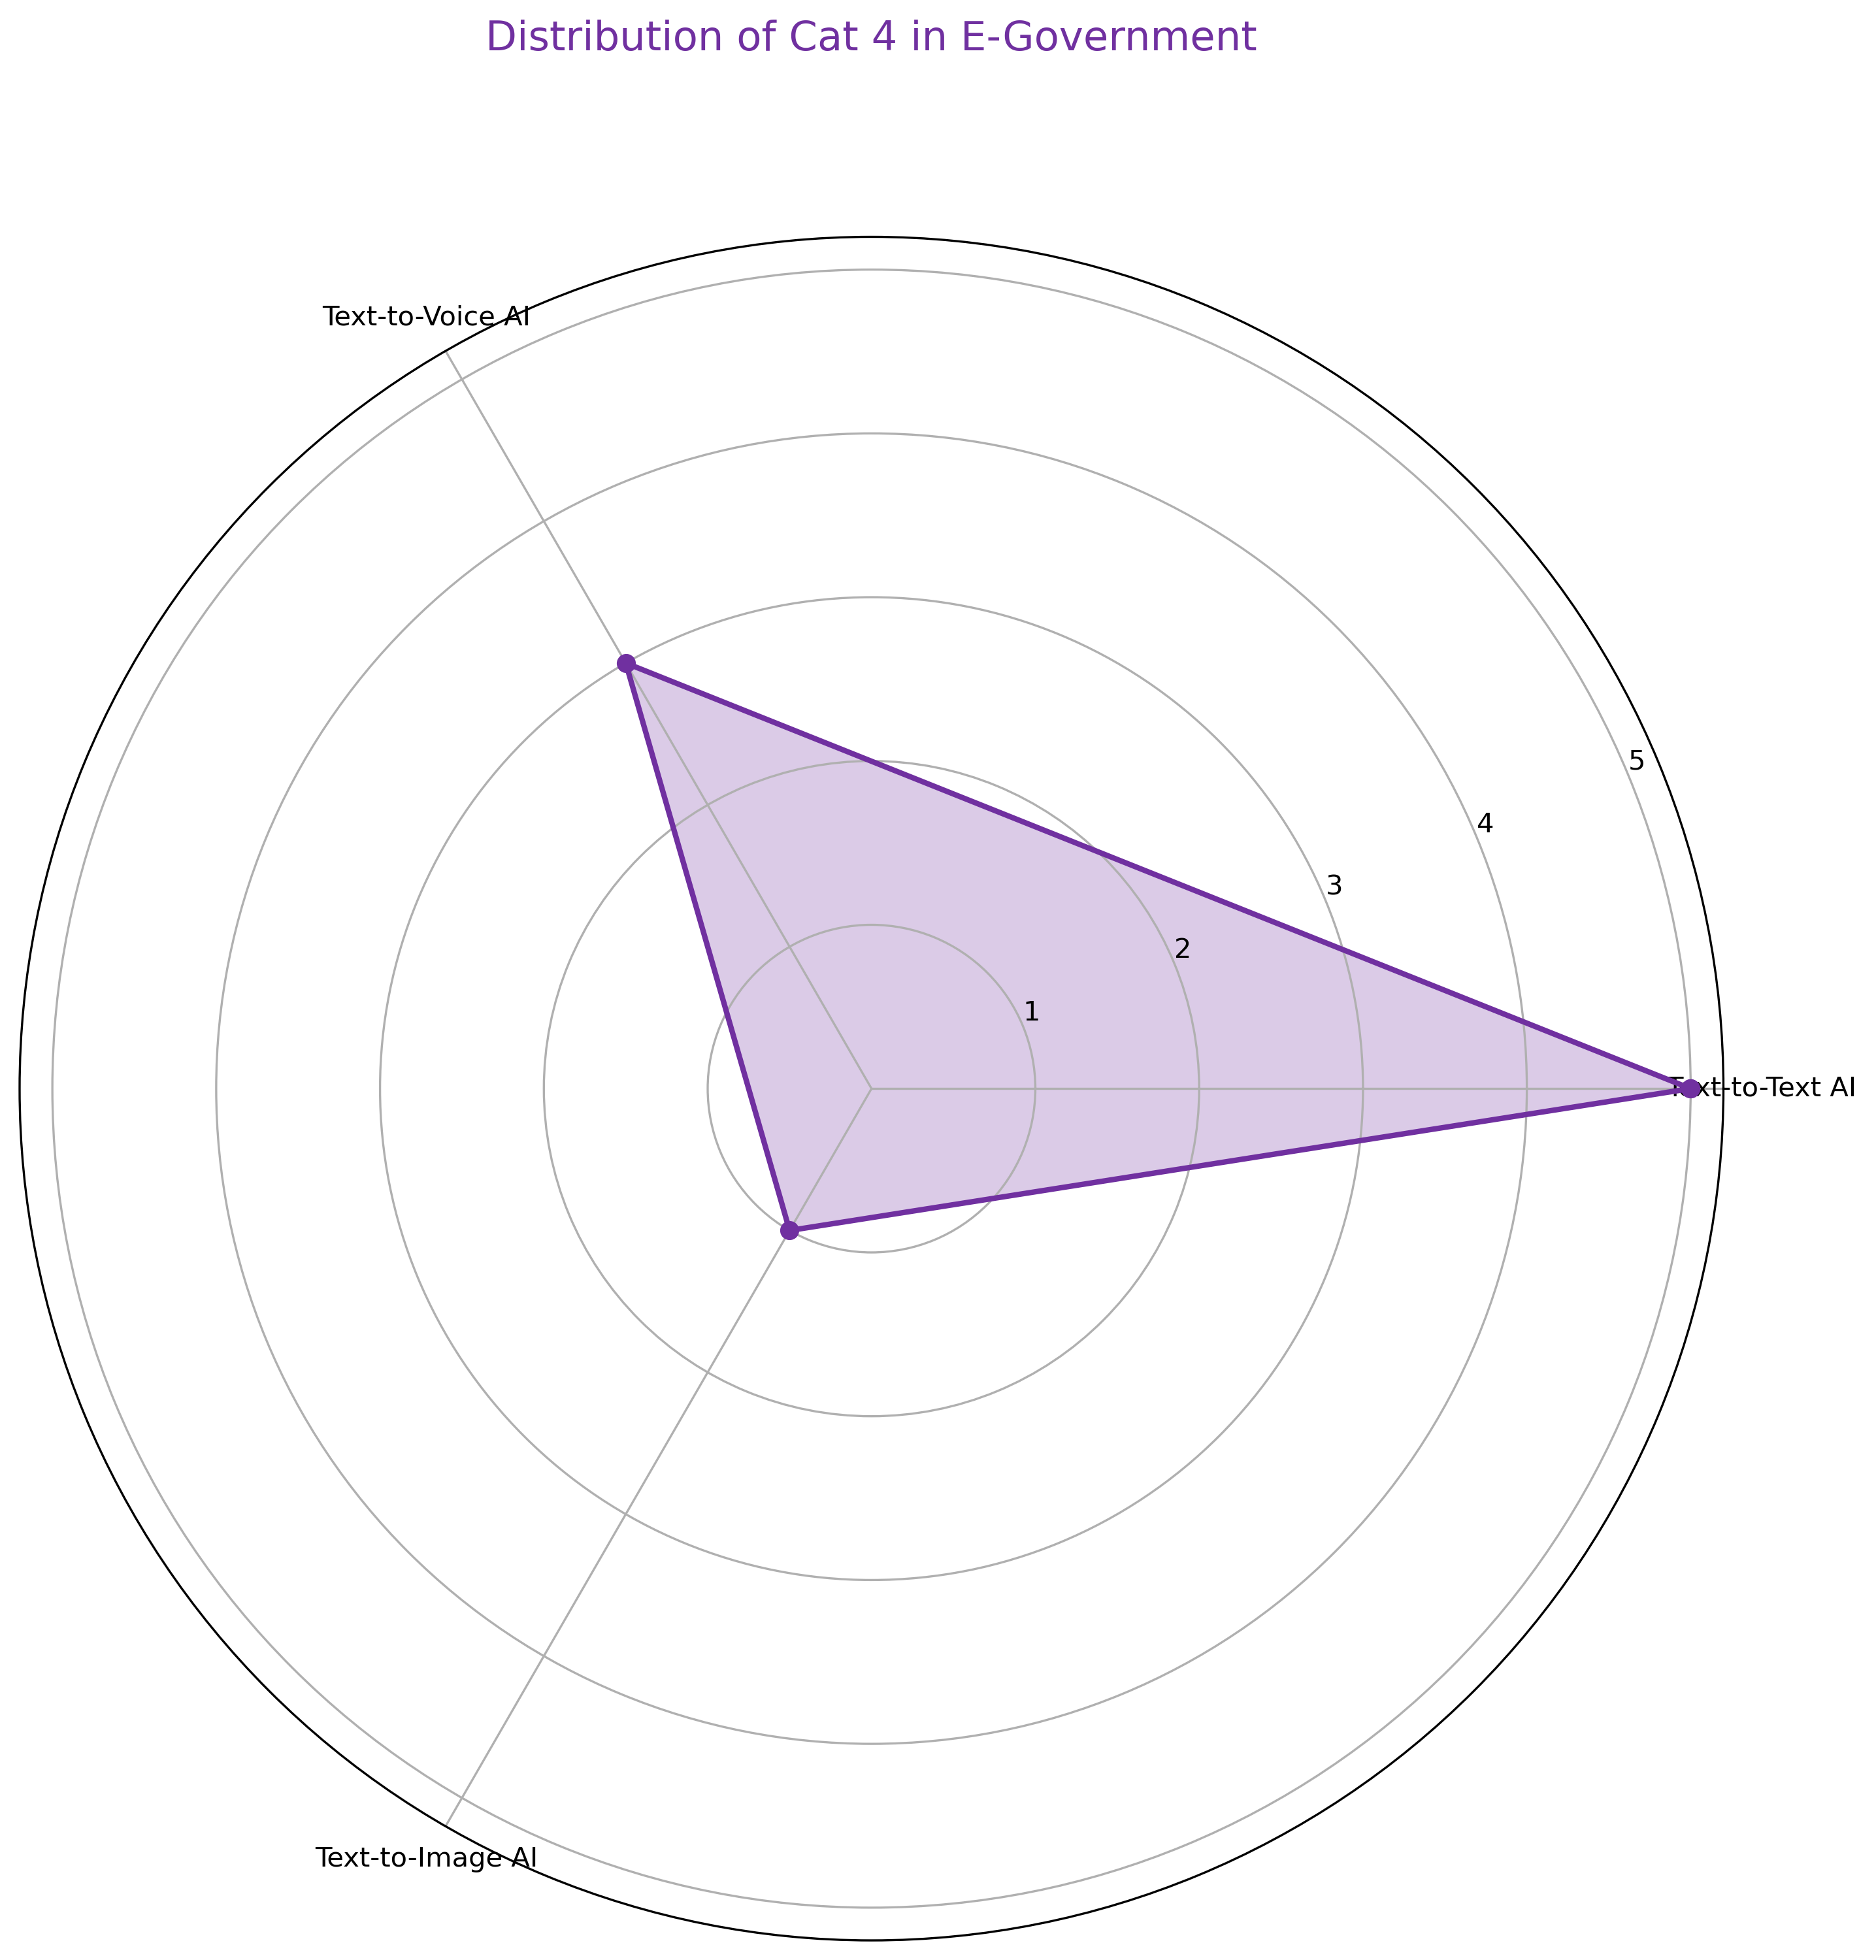 Distribution of Cat 4 in E-Government
Text-to-Voice AI
5
4
3
2
1
Text-to-Text AI
Text-to-Image AI